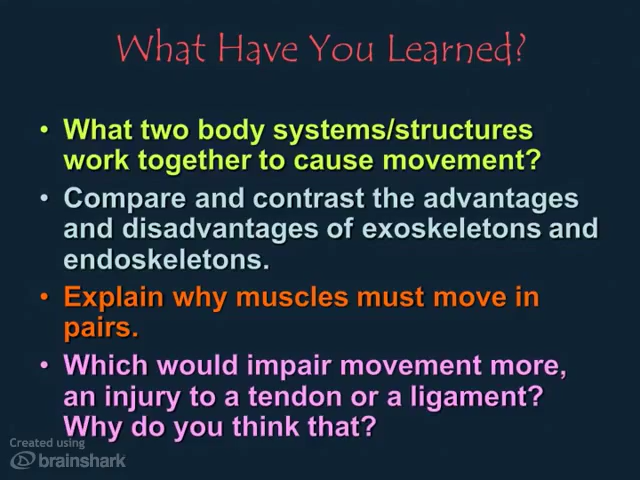 What Have You Learned?
• What two body systems/structures
work together to cause movement?
• Compare and contrast the advantages
and disadvantages of exoskeletons and
endoskeletons.
• Explain why muscles must move in
pairs.
• Which would impair movement more,
an injury to a tendon or a ligament?
Why do you think that?
Created using
brainshark